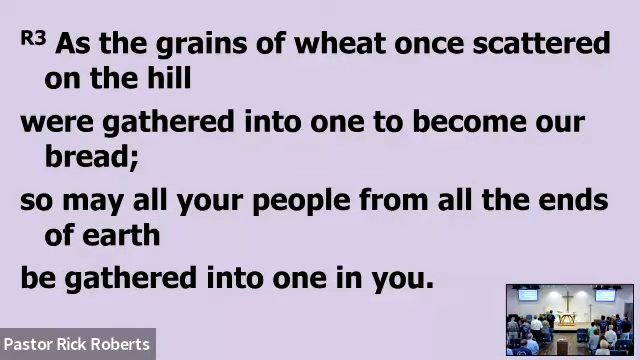 R3 As the grains of wheat once scattered
on the hill
were gathered into one to become our
bread;
so may all your people from all the ends
of earth
be gathered into one in you.
Pastor Rick Roberts